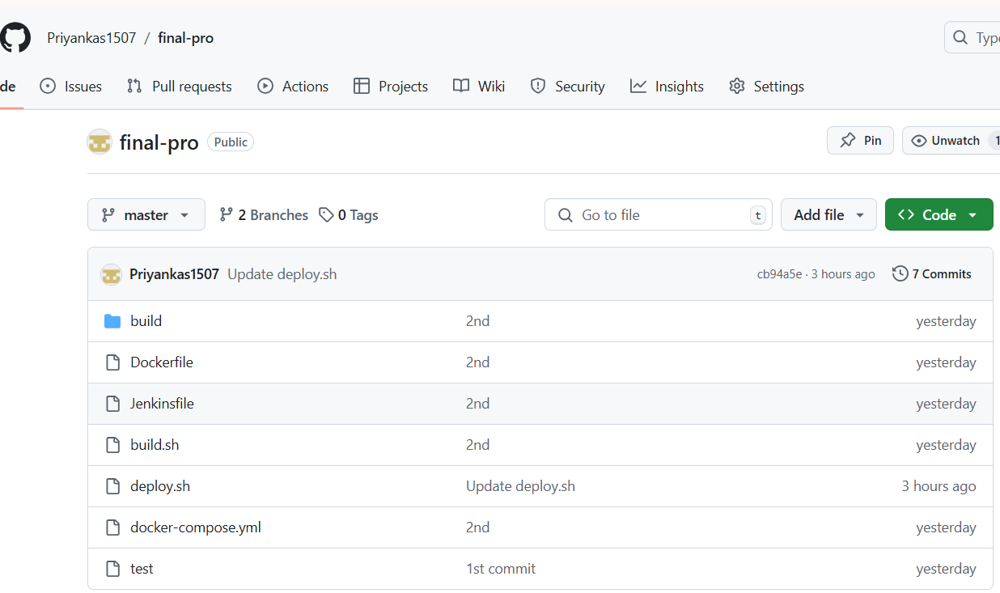 Priyankas1507 / final-pro
Type
de Issues Pull requests Actions Projects Wiki Security Insights Settings
final-pro Public
Pin Unwatch 1
master 2 Branches 0 Tags Go to file t Add file Code
Priyankas1507 Update deploy.sh cb94a5e · 3 hours ago 7 Commits
build 2nd yesterday
Dockerfile 2nd yesterday
Jenkinsfile 2nd yesterday
build.sh 2nd yesterday
deploy.sh Update deploy.sh 3 hours ago
docker-compose.yml 2nd yesterday
test 1st commit yesterday